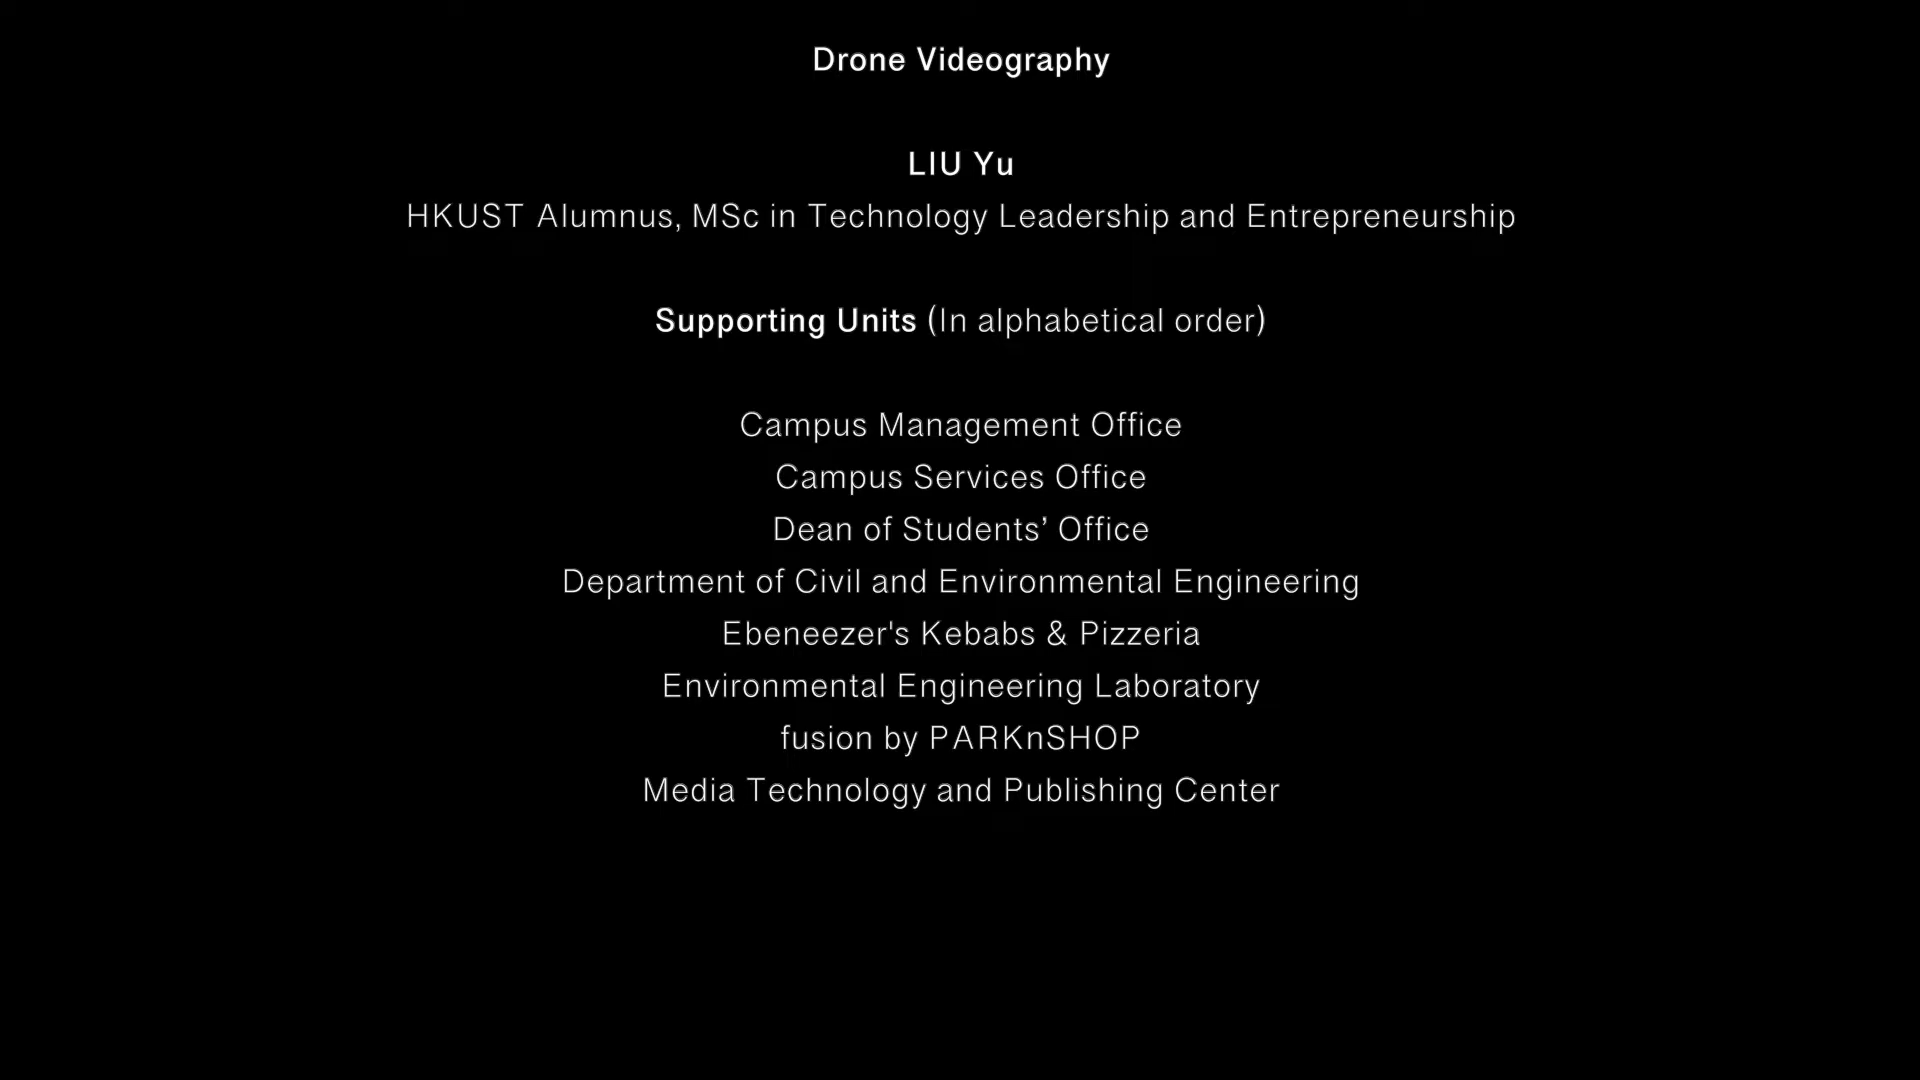 Drone Videography
LIU Yu
HKUST Alumnus, MSc in Technology Leadership and Entrepreneurship
Supporting Units (In alphabetical order)
Campus Management Office
Campus Services Office
Dean of Students’ Office
Department of Civil and Environmental Engineering
Ebeneezer's Kebabs & Pizzeria
Environmental Engineering Laboratory
fusion by PARKnSHOP
Media Technology and Publishing Center